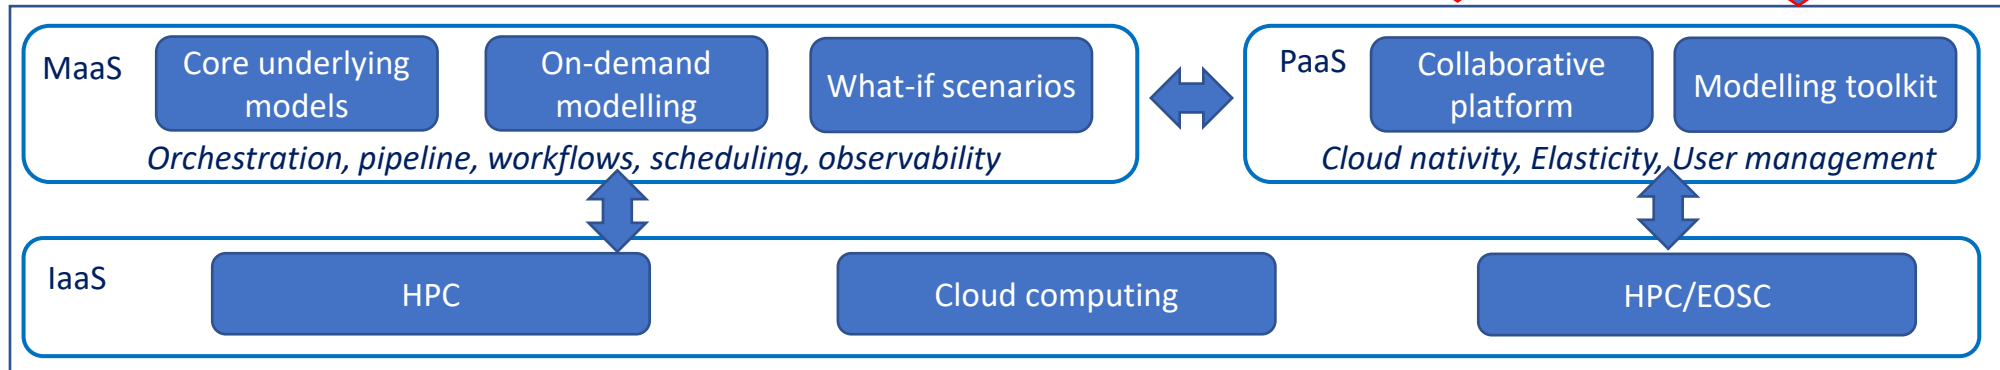 MaaS
Core underlying
models
On-demand
modelling
What-if scenarios
Orchestration, pipeline, workflows, scheduling, observability
PaaS
Collaborative
platform
Modelling toolkit
Cloud nativity, Elasticity, User management
IaaS
HPC
Cloud computing
HPC/EOSC